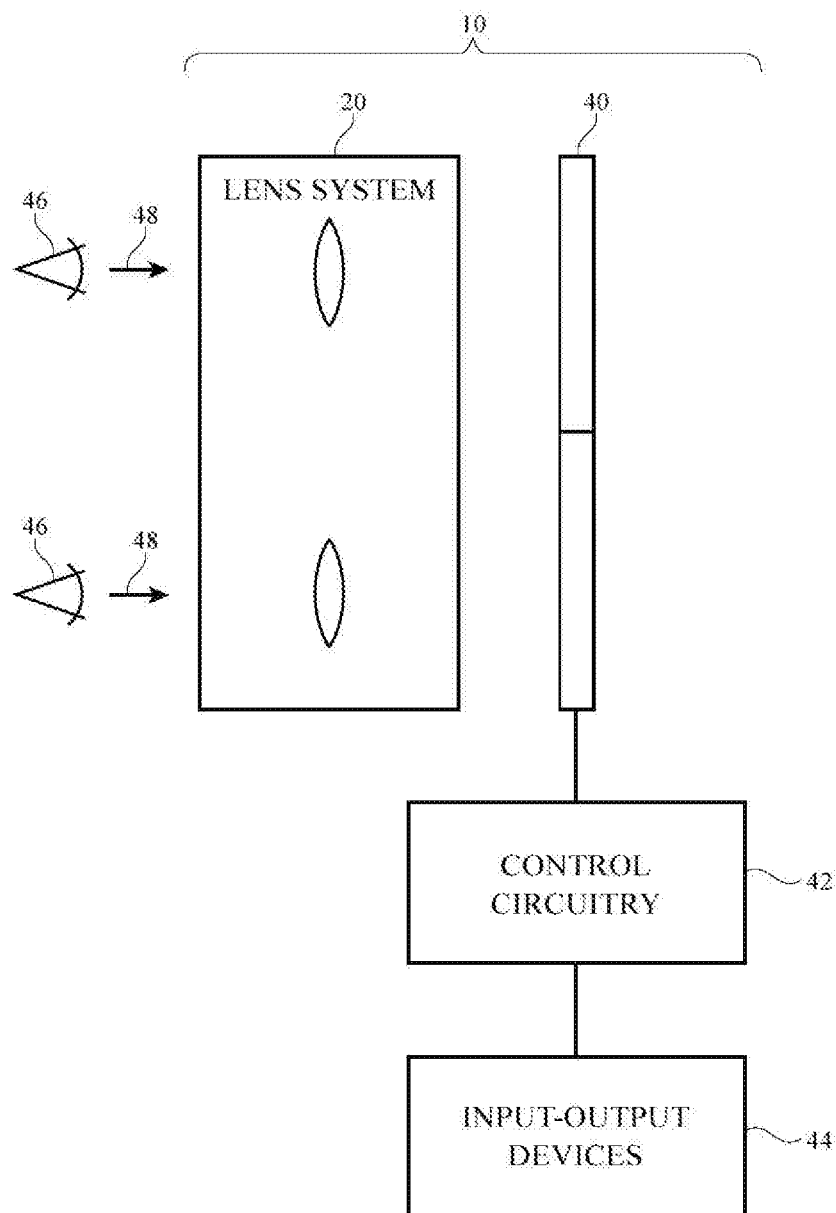 10
20
40
LENS SYSTEM
46
48
46
48
CONTROL
CIRCUITRY
42
INPUT-OUTPUT
DEVICES
44